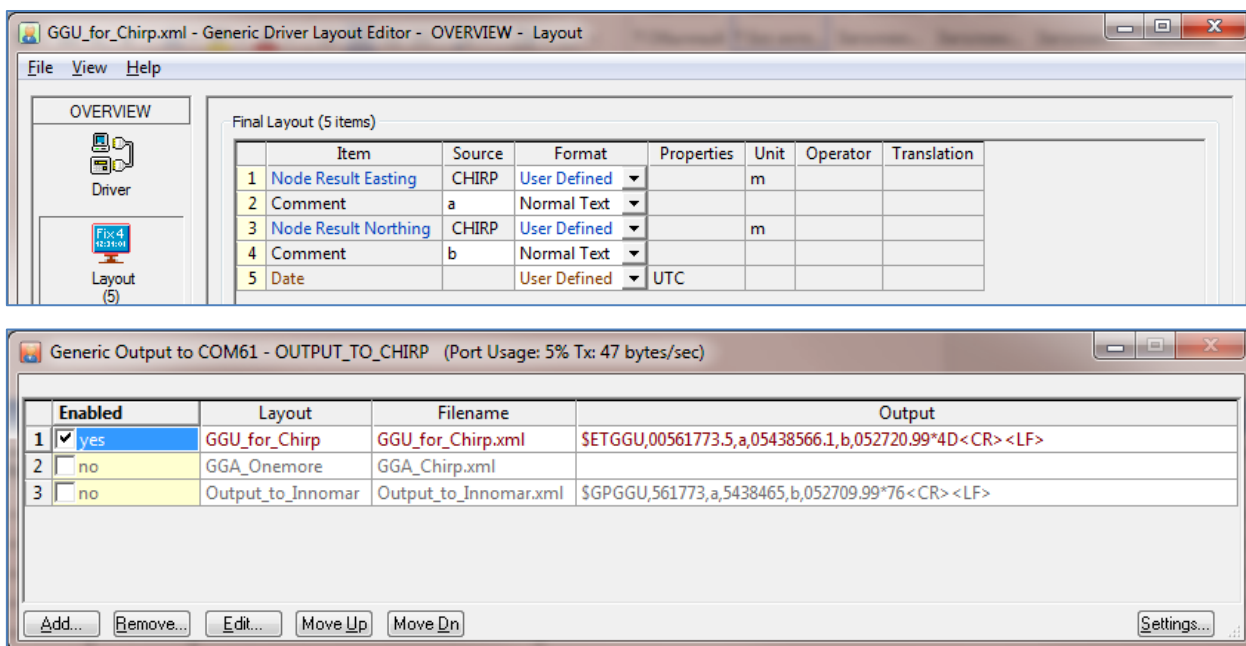 GGU_for_Chirp.xml - Generic Driver Layout Editor - OVERVIEW - Layout
File View Help
OVERVIEW
Driver
Fix 4
Layout
(5)
Final Layout (5 items)
Item Source Format Properties Unit Operator Translation
1 Node Result Easting CHIRP User Defined m
2 Comment a Normal Text
3 Node Result Northing CHIRP User Defined m
4 Comment b Normal Text
5 Date User Defined UTC
Generic Output to COM61 - OUTPUT_TO_CHIRP (Port Usage: 5% Tx: 47 bytes/sec)
Enabled Layout Filename Output
1 yes GGU_for_Chirp GGU_for_Chirp.xml $ETGGU,00561773.5,a,05438566.1,b,052720.99*4D<CR><LF>
2 no GGA_Onemore GGA_Chirp.xml
3 no Output_to_Innomar Output_to_Innomar.xml $GPGGU,561773,a,5438465,b,052709.99*76<CR><LF>
Add... Remove... Edit... Move Up Move Dn Settings...